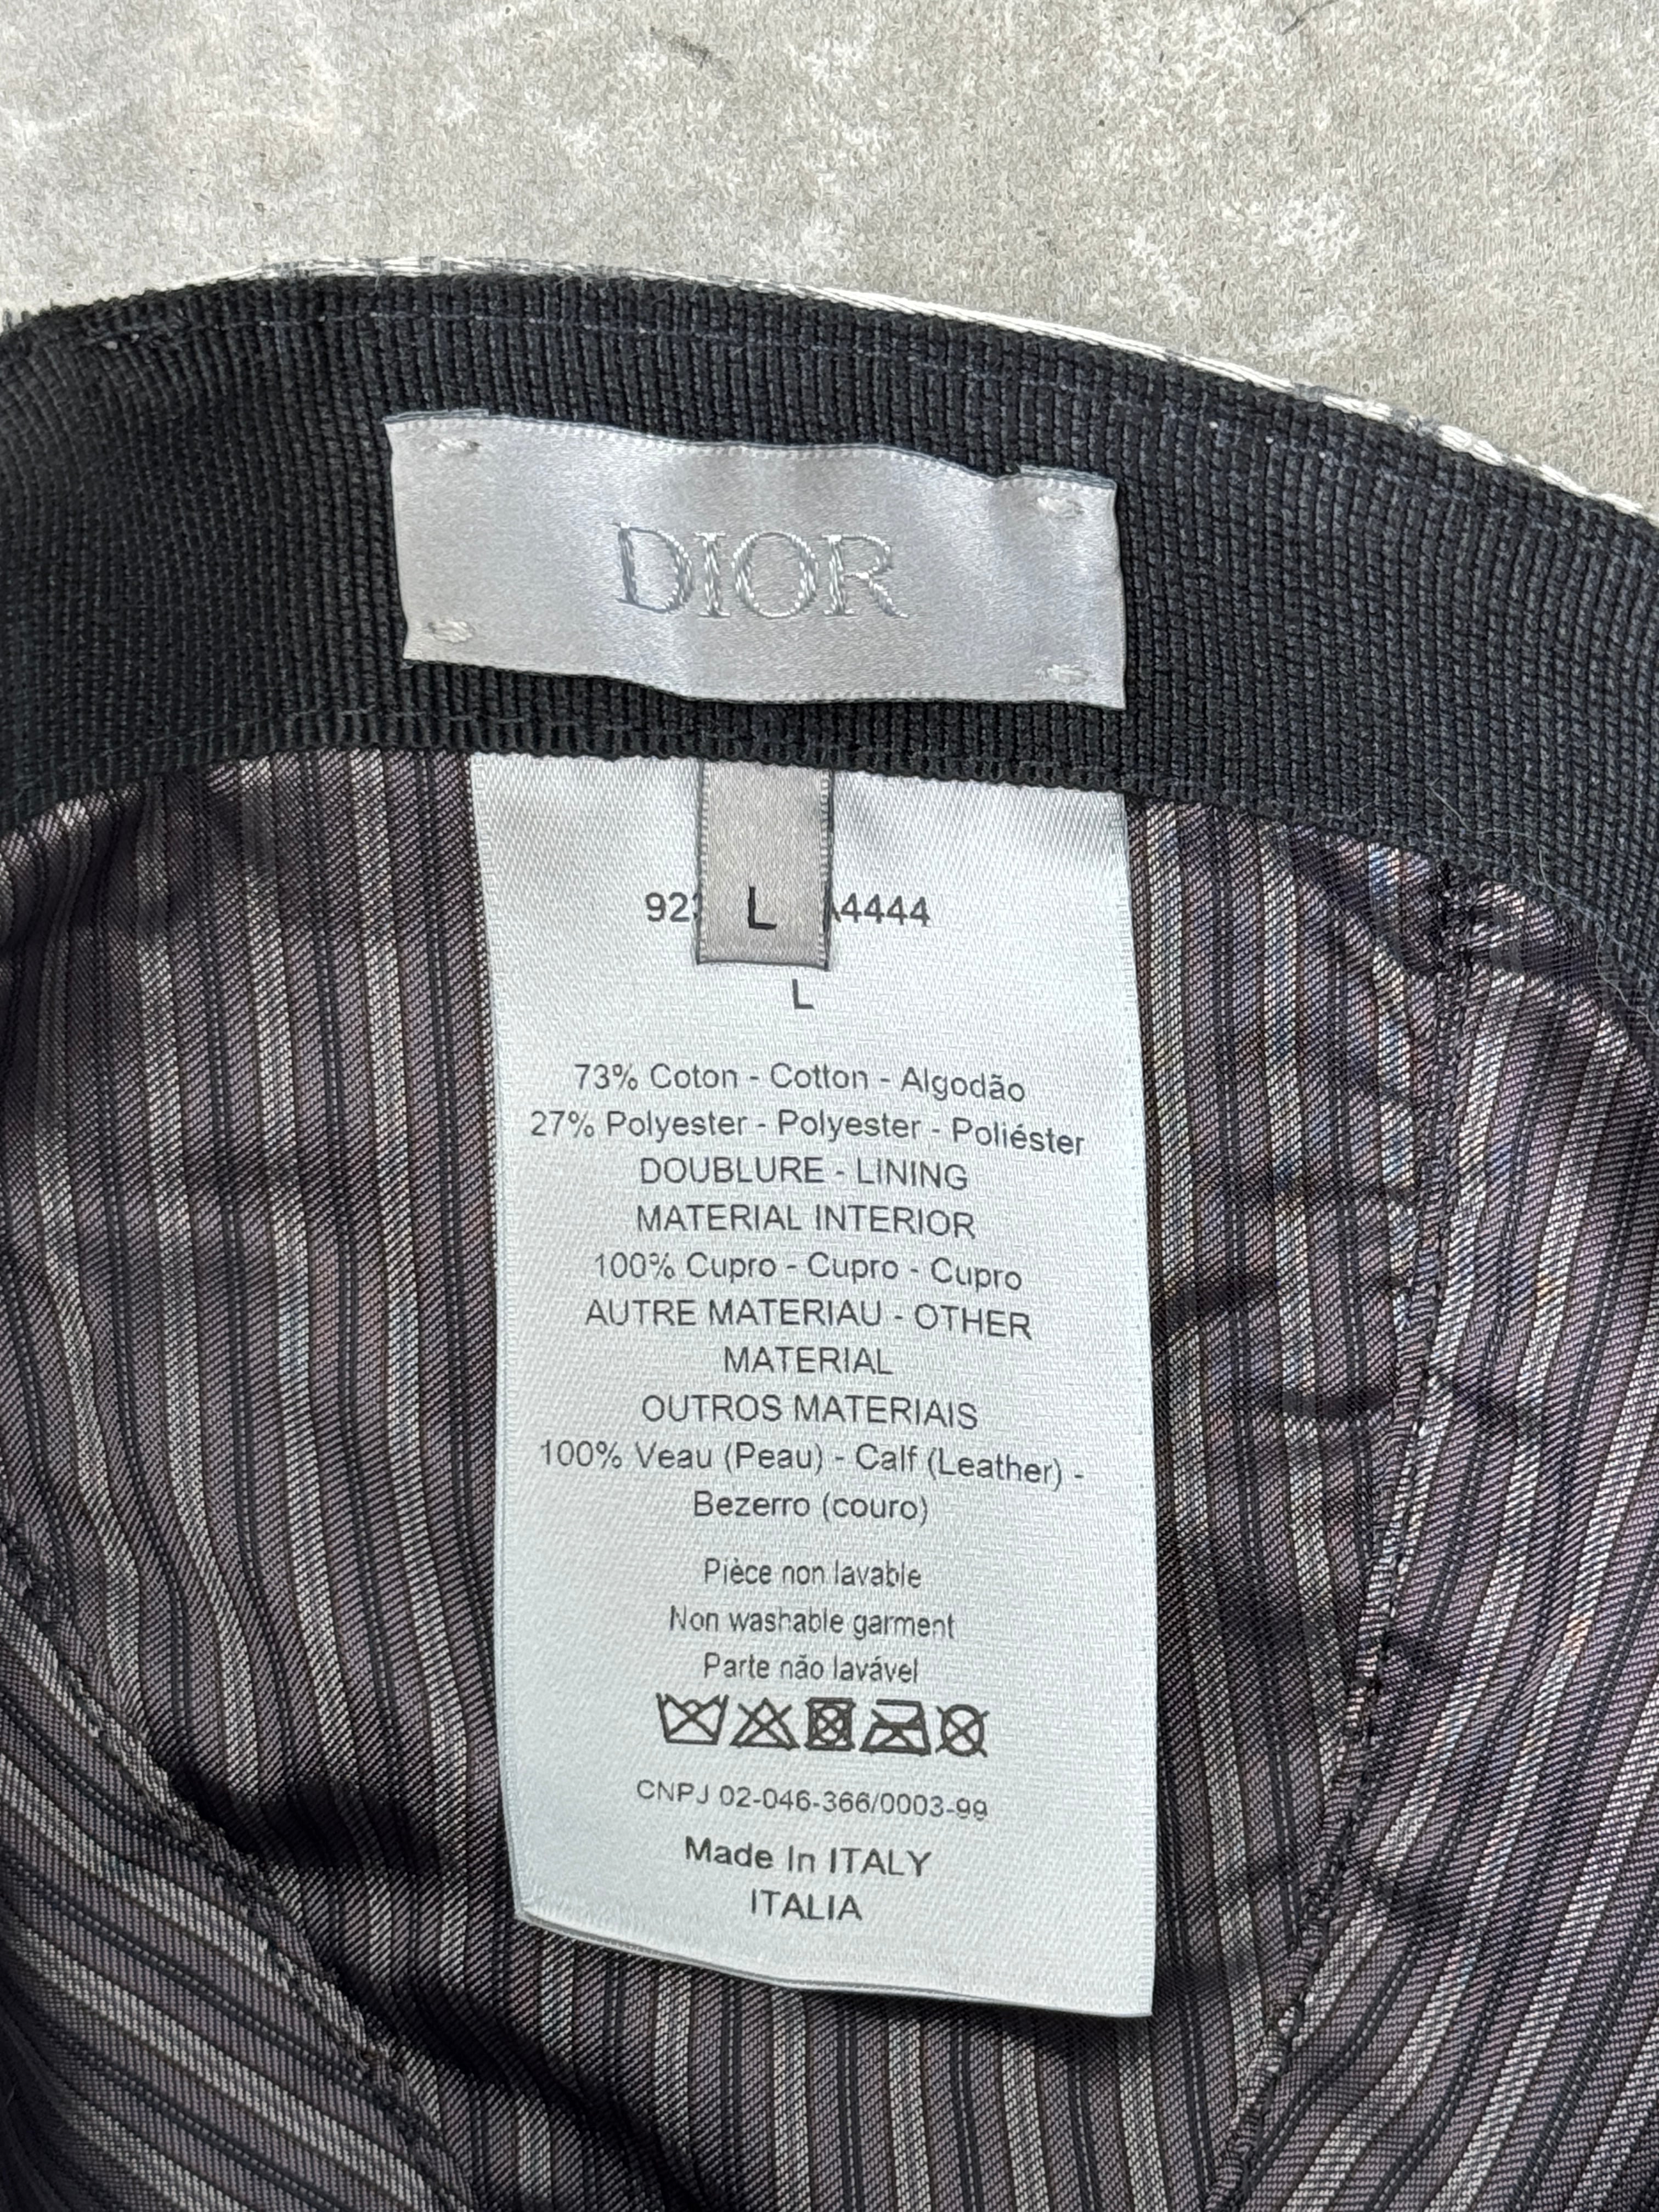 DIOR
92 4444
L
L
73% Coton - Cotton - Algodão
27% Polyester - Polyester - Poliéster
DOUBLURE - LINING
MATERIAL INTERIOR
100% Cupro - Cupro - Cupro
AUTRE MATERIAU - OTHER
MATERIAL
OUTROS MATERIAIS
100% Veau (Peau) - Calf (Leather) -
Bezerro (couro)
Pièce non lavable
Non washable garment
Parte não lavável
CNPJ 02-046-366/0003-99
Made In ITALY
ITALIA